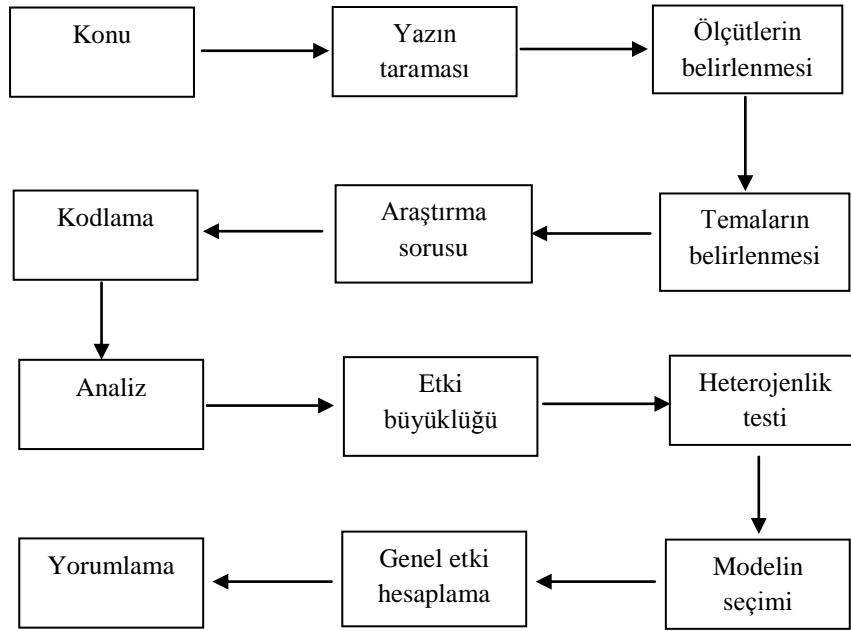 Konu
Yazın
taraması
Ölçütlerin
belirlenmesi
Temaların
belirlenmesi
Araştırma
sorusu
Kodlama
Analiz
Etki
büyüklüğü
Heterojenlik
testi
Modelin
seçimi
Genel etki
hesaplama
Yorumlama